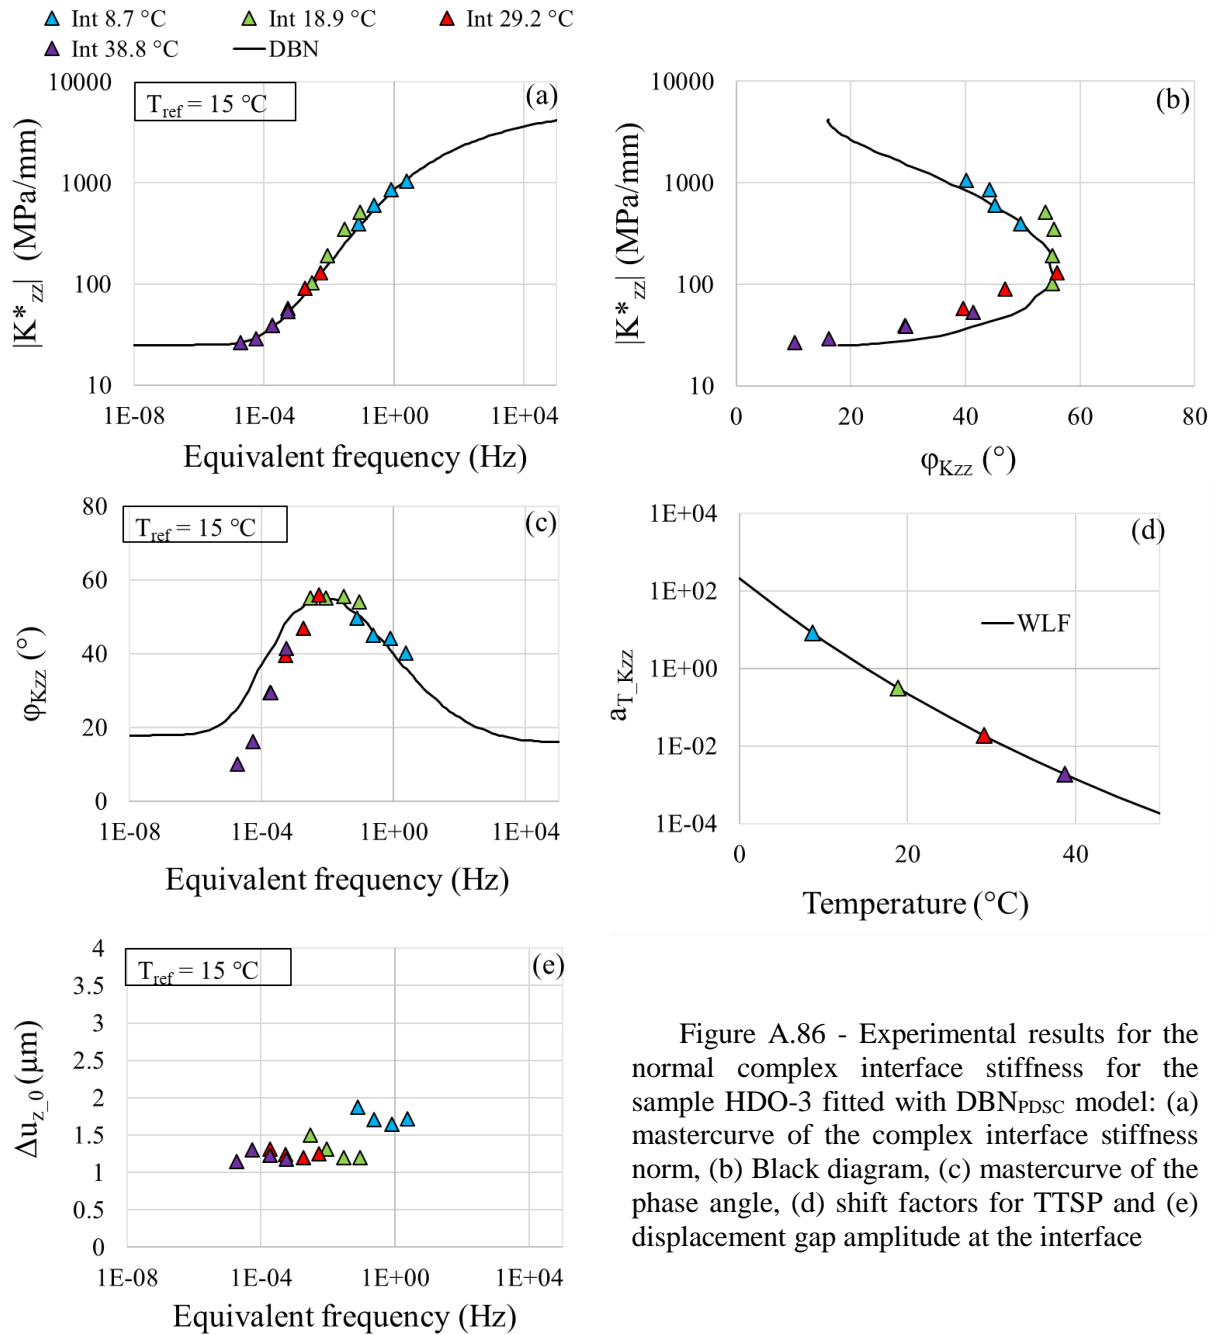 Int 8.7 °C Int 18.9 °C Int 29.2 °C
Int 38.8 °C DBN
10000
1000
100
10
T_ref = 15 °C
(a)
|K*_zz| (MPa/mm)
1E-08 1E-04 1E+00 1E+04
Equivalent frequency (Hz)
10000
1000
100
10
(b)
|K*_zz| (MPa/mm)
0 20 40 60 80
φ_Kzz (°)
80
60
40
20
0
T_ref = 15 °C
(c)
φ_Kzz (°)
1E-08 1E-04 1E+00 1E+04
Equivalent frequency (Hz)
1E+04
1E+02
1E+00
1E-02
1E-04
(d)
WLF
a_T_Kzz
0 20 40
Temperature (°C)
4
3.5
3
2.5
2
1.5
1
0.5
0
T_ref = 15 °C
(e)
Δu_z_0 (μm)
1E-08 1E-04 1E+00 1E+04
Equivalent frequency (Hz)
Figure A.86 - Experimental results for the
normal complex interface stiffness for the
sample HDO-3 fitted with DBN_PDSC model: (a)
mastercurve of the complex interface stiffness
norm, (b) Black diagram, (c) mastercurve of the
phase angle, (d) shift factors for TTSP and (e)
displacement gap amplitude at the interface